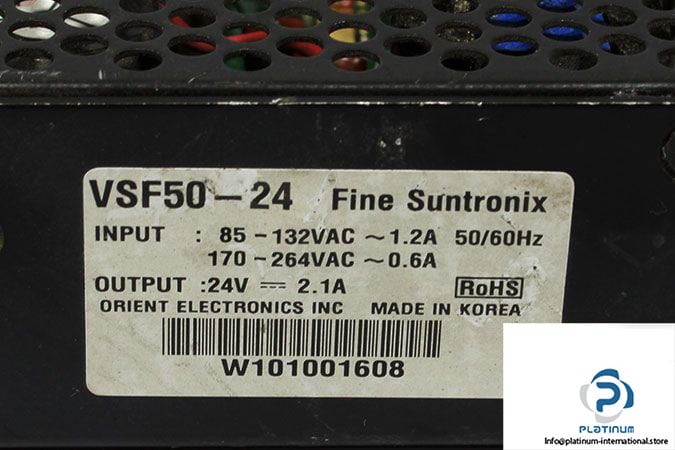 VSF50-24 Fine Suntronix
INPUT : 85-132VAC ~1.2A 50/60Hz
170-264VAC ~0.6A
OUTPUT :24V ⎓ 2.1A RoHS
ORIENT ELECTRONICS INC MADE IN KOREA
W101001608
PLATINUM
Info@platinum-international.store